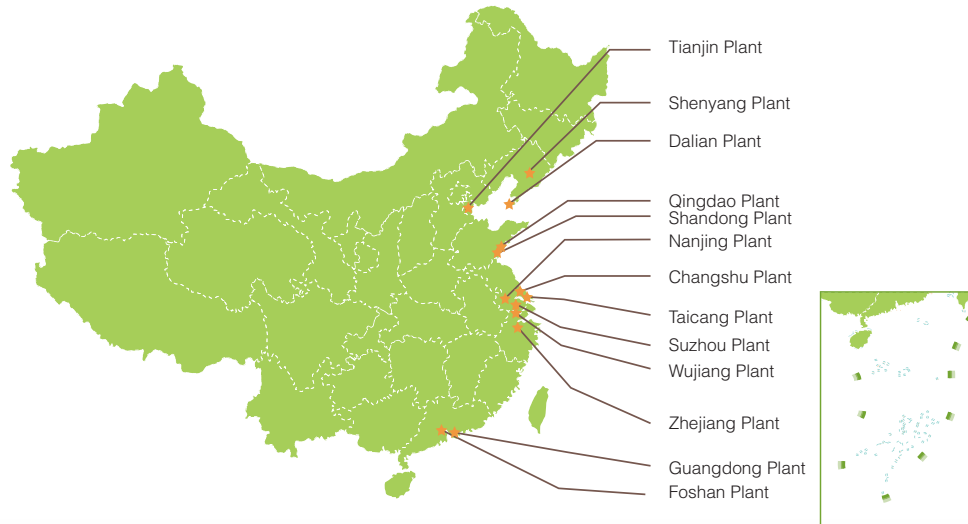 Tianjin Plant
Shenyang Plant
Dalian Plant
Qingdao Plant
Shandong Plant
Nanjing Plant
Changshu Plant
Taicang Plant
Suzhou Plant
Wujiang Plant
Zhejiang Plant
Guangdong Plant
Foshan Plant